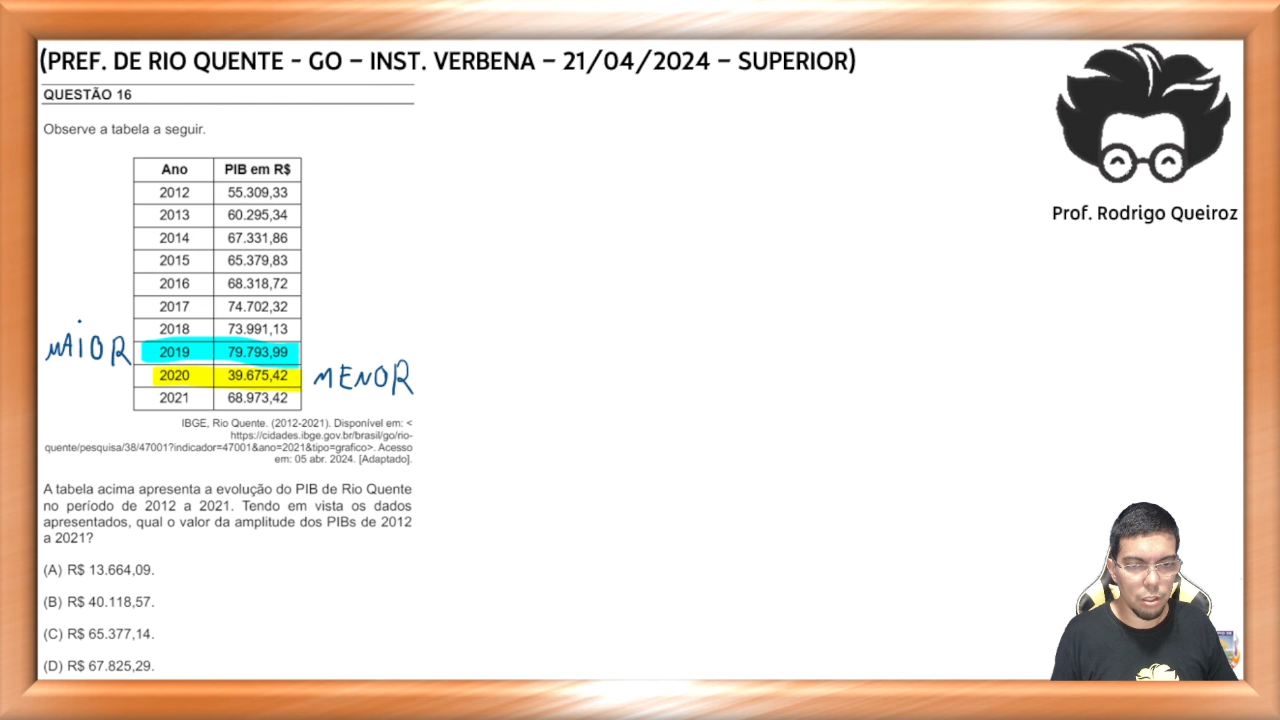 (PREF. DE RIO QUENTE - GO – INST. VERBENA – 21/04/2024 – SUPERIOR)
QUESTÃO 16
Observe a tabela a seguir.
Ano PIB em R$
2012 55.309,33
2013 60.295,34
2014 67.331,86
2015 65.379,83
2016 68.318,72
2017 74.702,32
2018 73.991,13
MAIOR 2019 79.793,99
2020 39.675,42 MENOR
2021 68.973,42
IBGE, Rio Quente. (2012-2021). Disponível em: <
https://cidades.ibge.gov.br/brasil/go/rio-
quente/pesquisa/38/47001?indicador=47001&ano=2021&tipo=grafico>. Acesso
em: 05 abr. 2024. [Adaptado].
A tabela acima apresenta a evolução do PIB de Rio Quente
no período de 2012 a 2021. Tendo em vista os dados
apresentados, qual o valor da amplitude dos PIBs de 2012
a 2021?
(A) R$ 13.664,09.
(B) R$ 40.118,57.
(C) R$ 65.377,14.
(D) R$ 67.825,29.
Prof. Rodrigo Queiroz